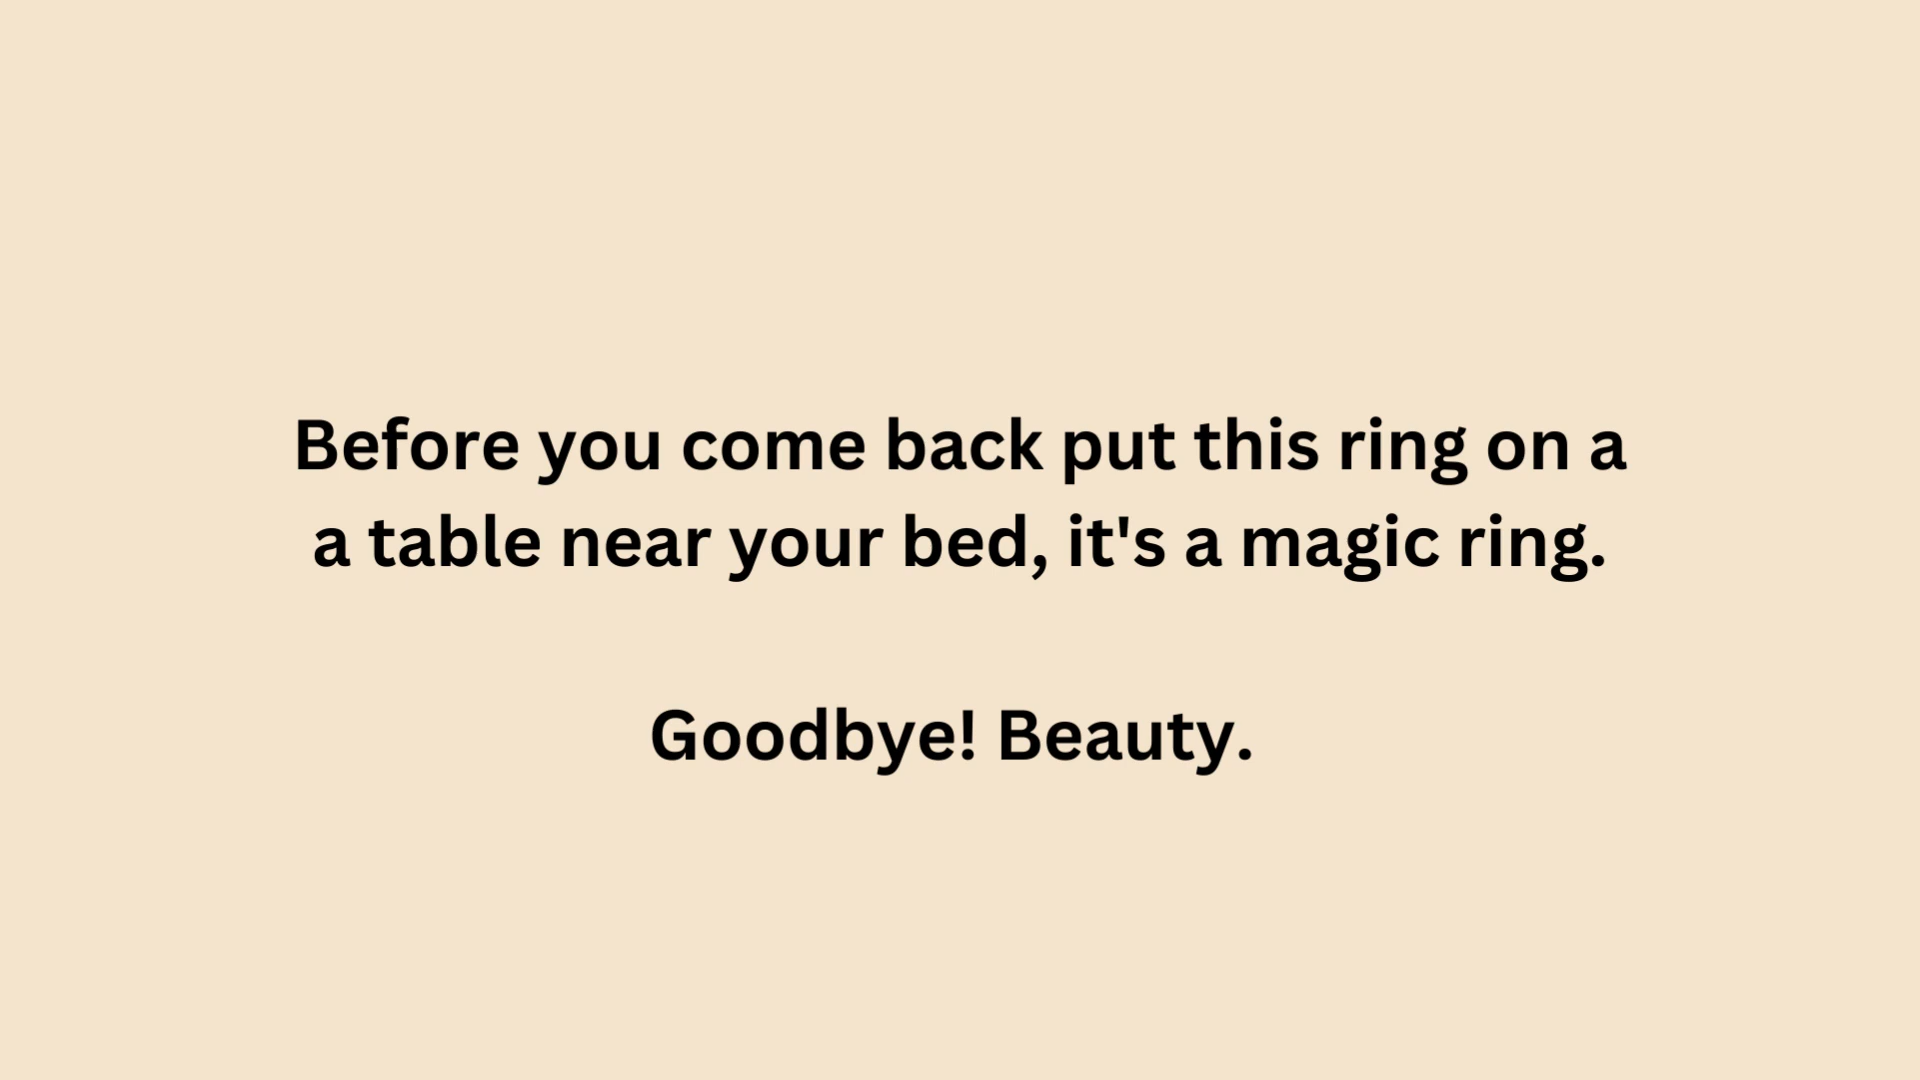 Before you come back put this ring on a
a table near your bed, it's a magic ring.
Goodbye! Beauty.